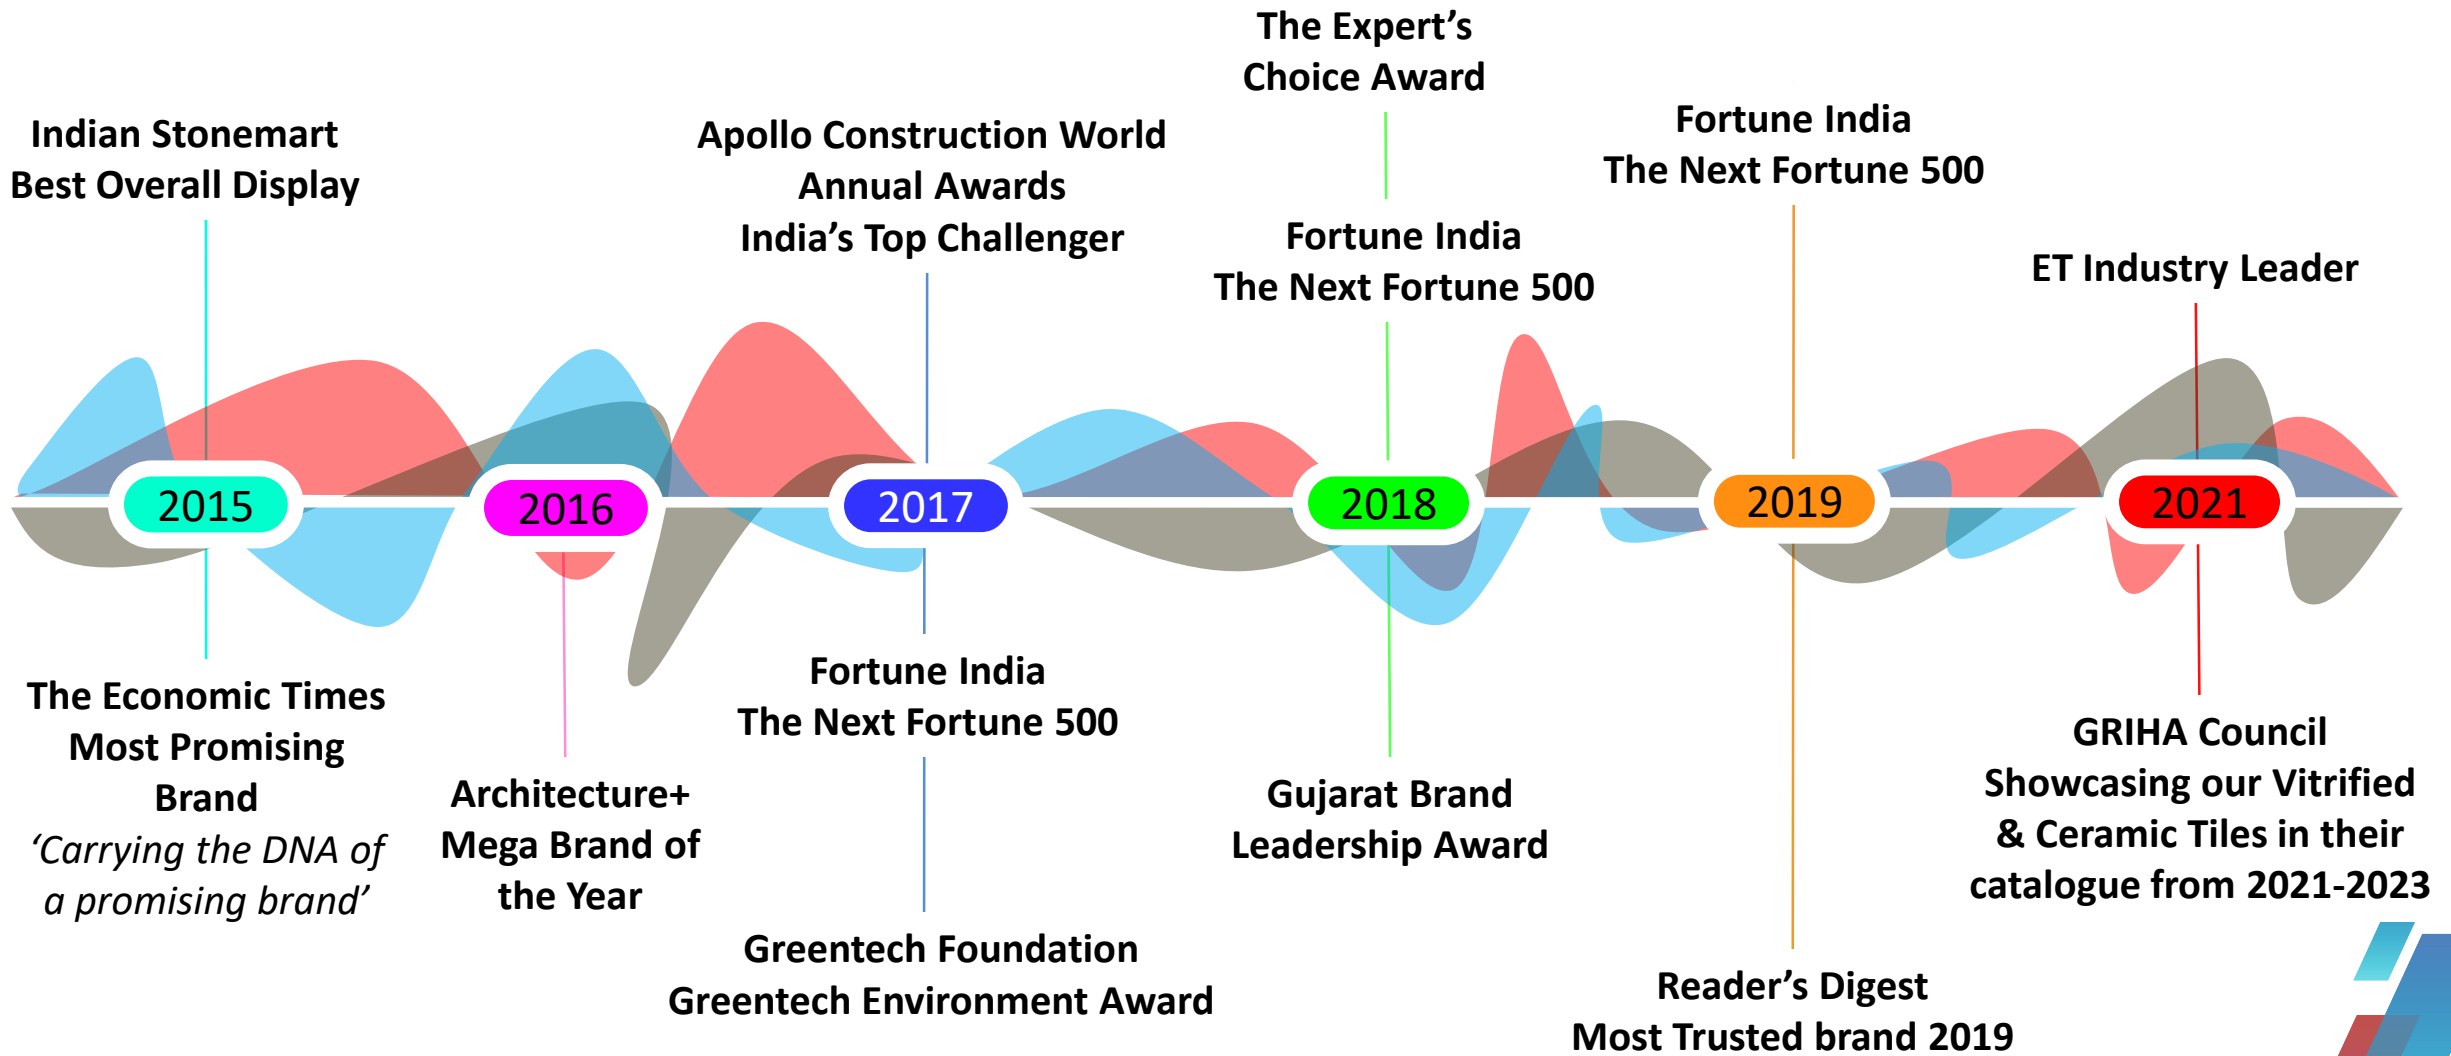 Indian Stonemart
Best Overall Display
2015
The Economic Times
Most Promising
Brand
‘Carrying the DNA of
a promising brand’
2016
Architecture+
Mega Brand of
the Year
Apollo Construction World
Annual Awards
India’s Top Challenger
2017
Fortune India
The Next Fortune 500
Greentech Foundation
Greentech Environment Award
The Expert’s
Choice Award
Fortune India
The Next Fortune 500
2018
Gujarat Brand
Leadership Award
Fortune India
The Next Fortune 500
2019
Reader’s Digest
Most Trusted brand 2019
ET Industry Leader
2021
GRIHA Council
Showcasing our Vitrified
& Ceramic Tiles in their
catalogue from 2021-2023